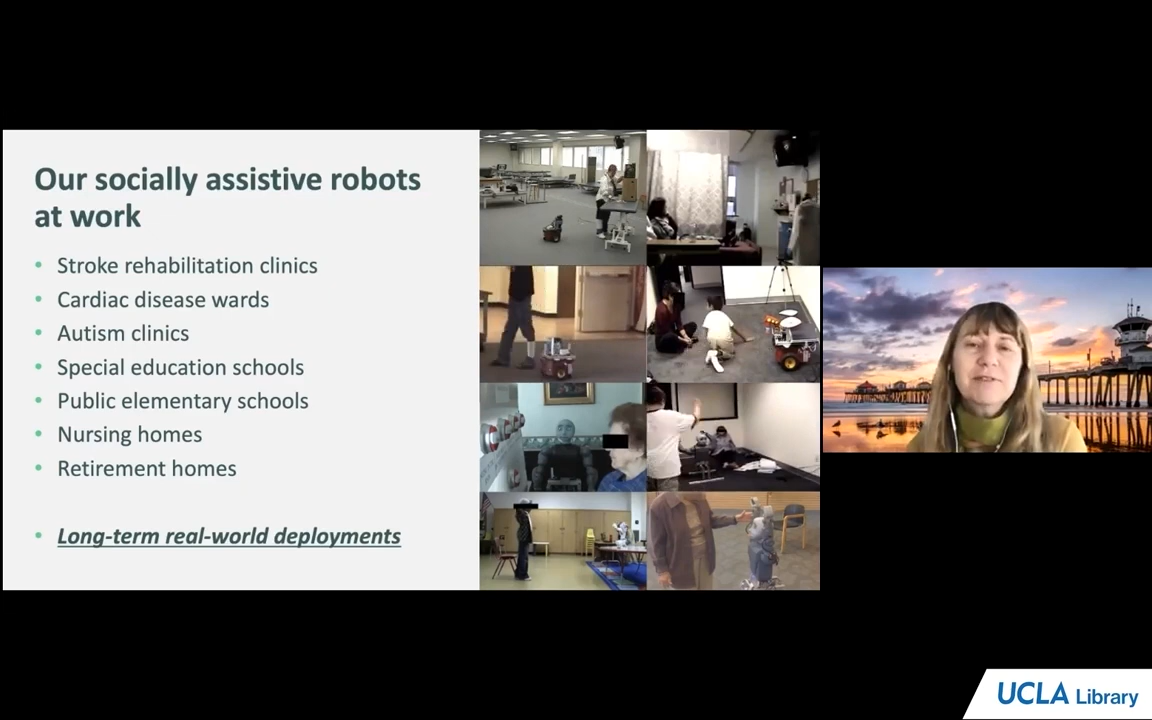 Our socially assistive robots
at work
• Stroke rehabilitation clinics
• Cardiac disease wards
• Autism clinics
• Special education schools
• Public elementary schools
• Nursing homes
• Retirement homes
• Long-term real-world deployments
UCLA Library